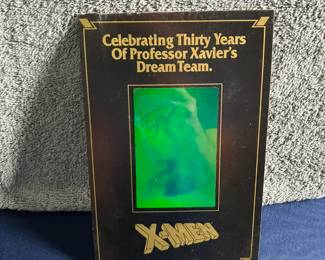 Celebrating Thirty Years
Of Professor Xavier's
Dream Team.
X-MEN